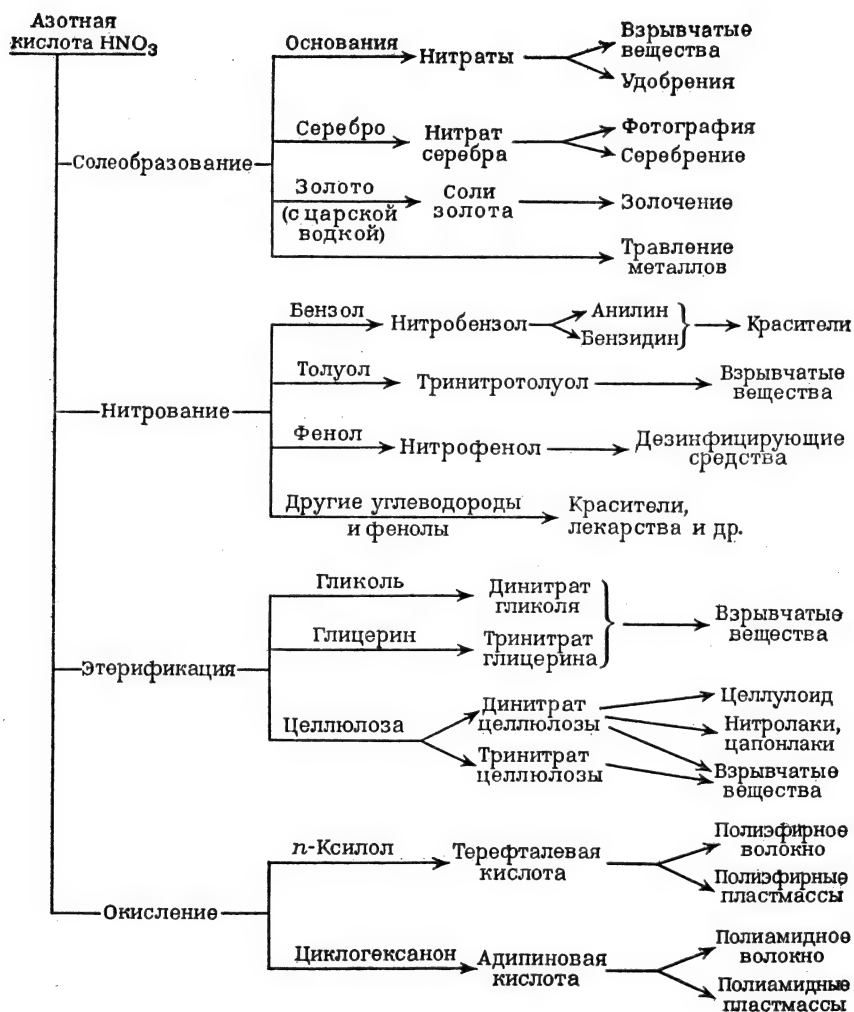 Азотная
кислота HNO₃
Основания
Нитраты
Взрывчатые
вещества
Удобрения
Солеобразование
Серебро
Нитрат
серебра
Фотография
Серебрение
Золото
(с царской
водкой)
Соли
золота
Золочение
Травление
металлов
Нитрование
Бензол
Нитробензол
Анилин
Бензидин
Красители
Толуол
Тринитротолуол
Взрывчатые
вещества
Фенол
Нитрофенол
Дезинфицирующие
средства
Другие углеводороды
и фенолы
Красители,
лекарства и др.
Этерификация
Гликоль
Динитрат
гликоля
Глицерин
Тринитрат
глицерина
Взрывчатые
вещества
Целлюлоза
Динитрат
целлюлозы
Тринитрат
целлюлозы
Целлулоид
Нитролаки,
цапонлаки
Взрывчатые
вещества
Окисление
п-Ксилол
Терефталевая
кислота
Полиэфирное
волокно
Полиэфирные
пластмассы
Циклогексанон
Адипиновая
кислота
Полиамидное
волокно
Полиамидные
пластмассы